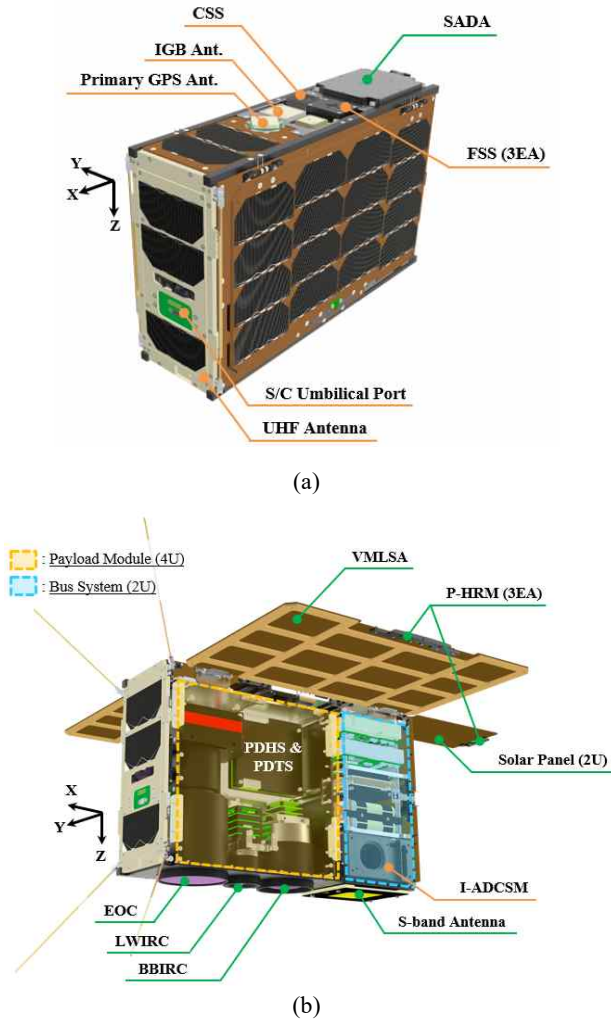 CSS
SADA
IGB Ant.
Primary GPS Ant.
FSS (3EA)
Y
X
Z
S/C Umbilical Port
UHF Antenna
(a)
: Payload Module (4U)
: Bus System (2U)
VMLSA
P-HRM (3EA)
PDHS &
PDTS
Solar Panel (2U)
X
Y
Z
I-ADCSM
EOC
S-band Antenna
LWIRC
BBIRC
(b)